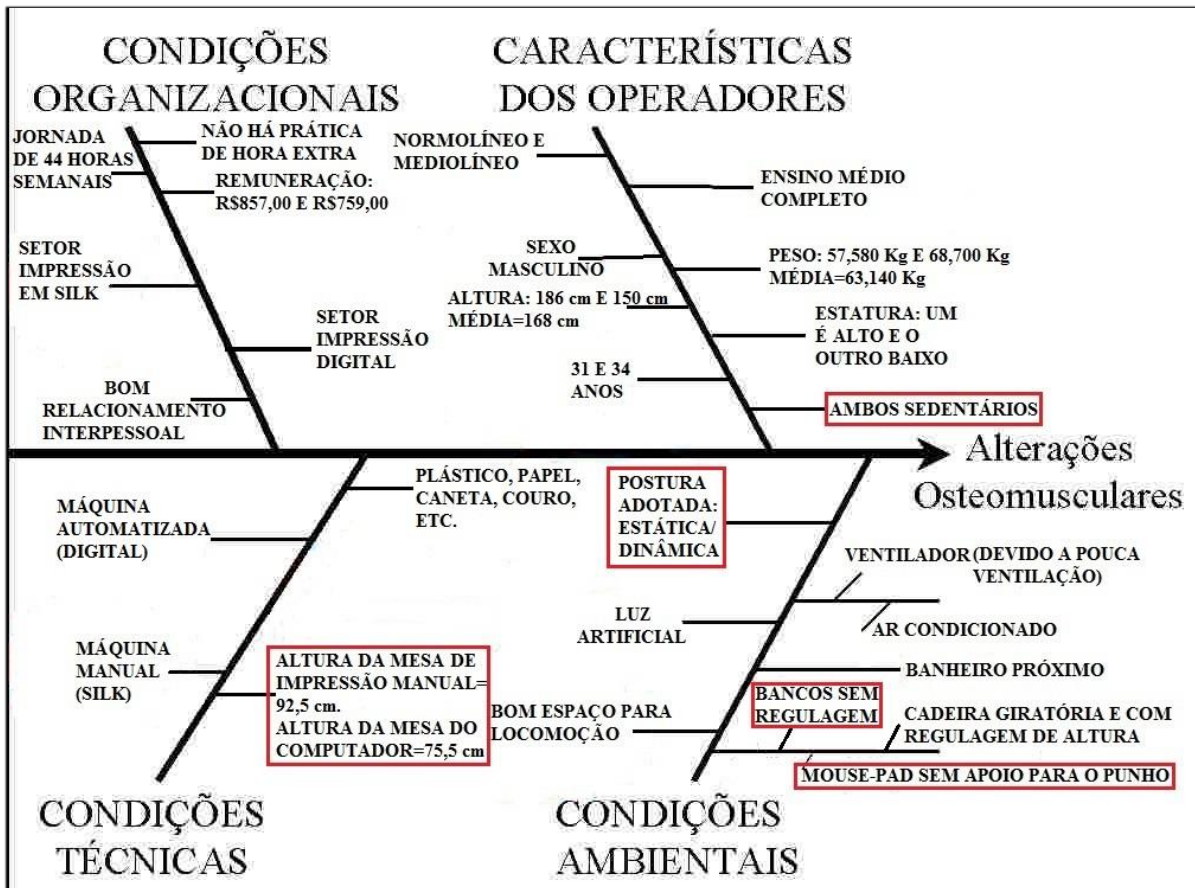 CONDIÇÕES
ORGANIZACIONAIS
JORNADA
DE 44 HORAS
SEMANAIS
NÃO HÁ PRÁTICA
DE HORA EXTRA
REMUNERAÇÃO:
R$857,00 E R$759,00
SETOR
IMPRESSÃO
EM SILK
SETOR
IMPRESSÃO
DIGITAL
BOM
RELACIONAMENTO
INTERPESSOAL
CARACTERÍSTICAS
DOS OPERADORES
NORMOLÍNEO E
MEDIOLÍNEO
ENSINO MÉDIO
COMPLETO
SEXO
MASCULINO
PESO: 57,580 Kg E 68,700 Kg
MÉDIA=63,140 Kg
ALTURA: 186 cm E 150 cm
MÉDIA=168 cm
ESTATURA: UM
É ALTO E O
OUTRO BAIXO
31 E 34
ANOS
AMBOS SEDENTÁRIOS
Alterações
Osteomusculares
PLÁSTICO, PAPEL,
CANETA, COURO,
ETC.
MÁQUINA
AUTOMATIZADA
(DIGITAL)
MÁQUINA
MANUAL
(SILK)
ALTURA DA MESA DE
IMPRESSÃO MANUAL=
92,5 cm.
ALTURA DA MESA DO
COMPUTADOR=75,5 cm
CONDIÇÕES
TÉCNICAS
POSTURA
ADOTADA:
ESTÁTICA/
DINÂMICA
VENTILADOR (DEVIDO A POUCA
VENTILAÇÃO)
AR CONDICIONADO
LUZ
ARTIFICIAL
BANHEIRO PRÓXIMO
BOM ESPAÇO PARA
LOCOMOÇÃO
BANCOS SEM
REGULAGEM
CADEIRA GIRATÓRIA E COM
REGULAGEM DE ALTURA
MOUSE-PAD SEM APOIO PARA O PUNHO
CONDIÇÕES
AMBIENTAIS